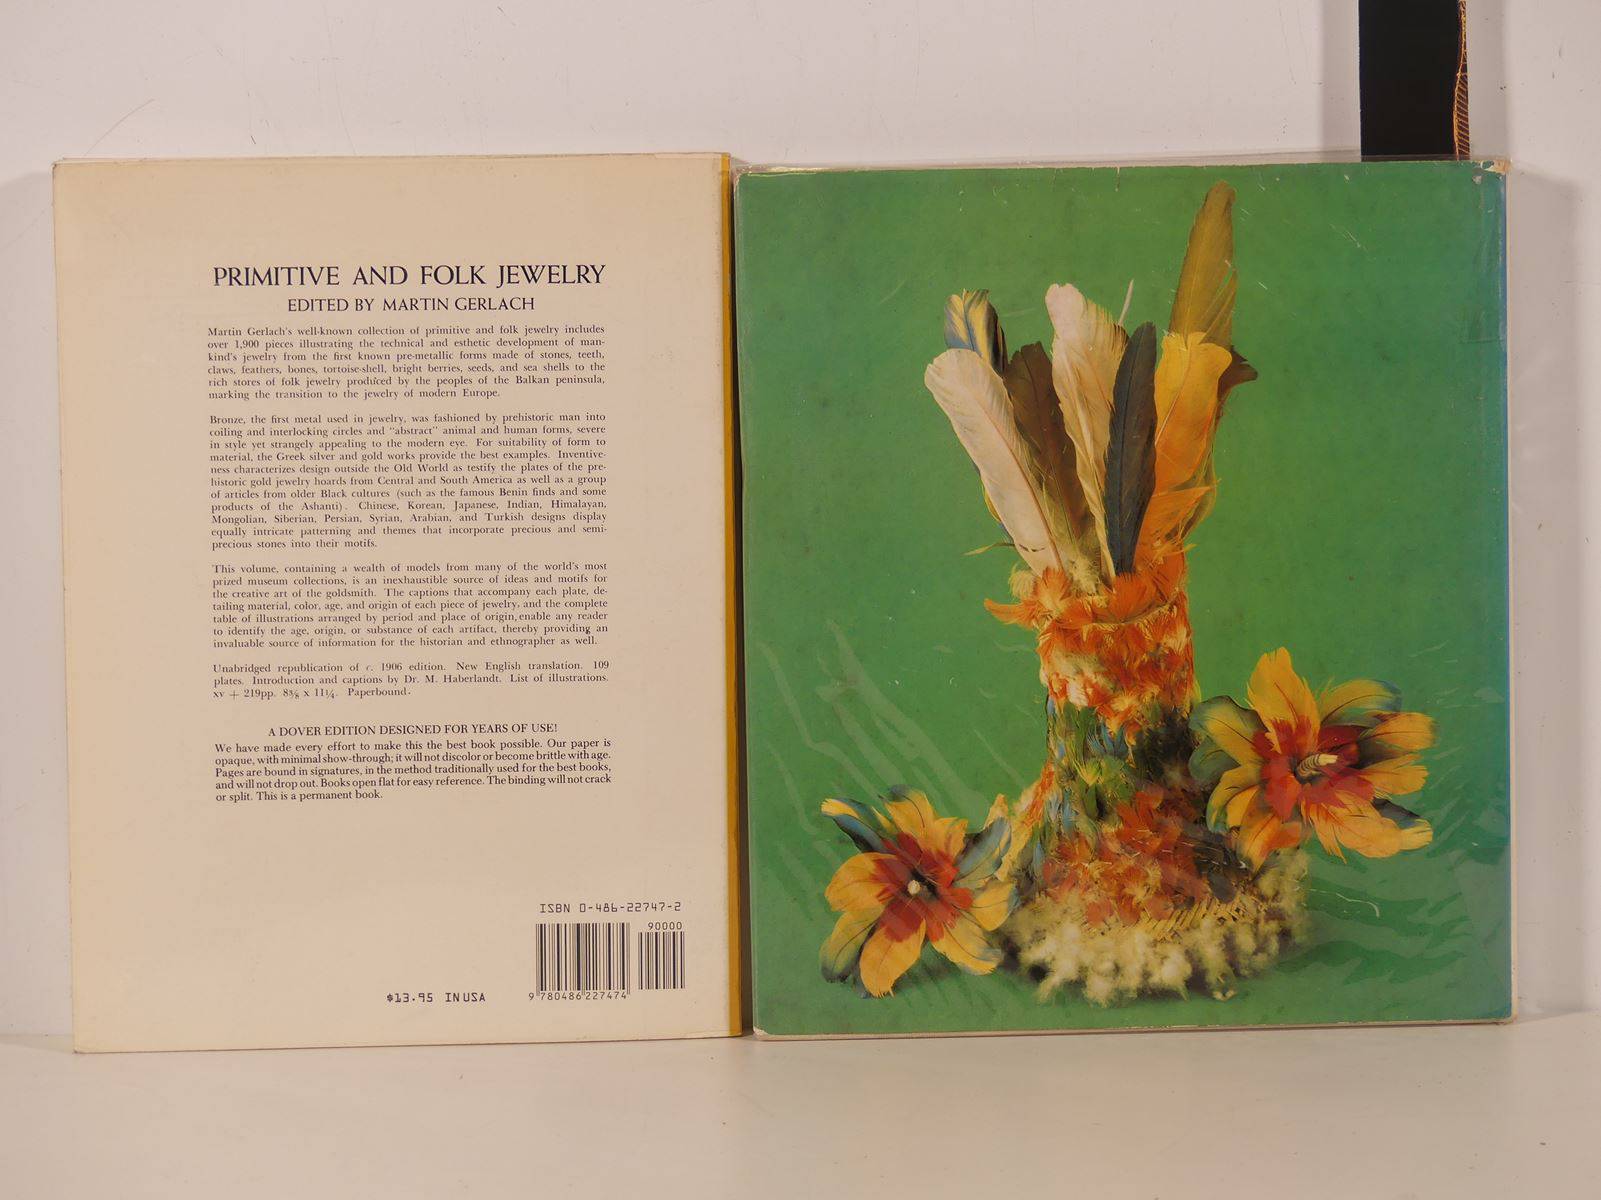 PRIMITIVE AND FOLK JEWELRY
EDITED BY MARTIN GERLACH
Martin Gerlach's well-known collection of primitive and folk jewelry includes
over 1,900 pieces illustrating the technical and esthetic development of man-
kind's jewelry from the first known pre-metallic forms made of stones, teeth,
claws, feathers, bones, tortoise-shell, bright berries, seeds, and sea shells to the
rich stores of folk jewelry produced by the peoples of the Balkan peninsula,
marking the transition to the jewelry of modern Europe.
Bronze, the first metal used in jewelry, was fashioned by prehistoric man into
coiling and interlocking circles and "abstract" animal and human forms, severe
in style yet strangely appealing to the modern eye. For suitability of form to
material, the Greek silver and gold works provide the best examples. Inventive-
ness characterizes design outside the Old World as testify the plates of the pre-
historic gold jewelry hoards from Central and South America as well as a group
of articles from older Black cultures (such as the famous Benin finds and some
products of the Ashanti). Chinese, Korean, Japanese, Indian, Himalayan,
Mongolian, Siberian, Persian, Syrian, Arabian, and Turkish designs display
equally intricate patterning and themes that incorporate precious and semi-
precious stones into their motifs.
This volume, containing a wealth of models from many of the world's most
prized museum collections, is an inexhaustible source of ideas and motifs for
the creative art of the goldsmith. The captions that accompany each plate, de-
tailing material, color, age, and origin of each piece of jewelry, and the complete
table of illustrations arranged by period and place of origin, enable any reader
to identify the age, origin, or substance of each artifact, thereby providing an
invaluable source of information for the historian and ethnographer as well.
Unabridged republication of c. 1906 edition. New English translation. 109
plates. Introduction and captions by Dr. M. Haberlandt. List of illustrations.
xv + 219pp. 8⅜ x 11¼. Paperbound.
A DOVER EDITION DESIGNED FOR YEARS OF USE!
We have made every effort to make this the best book possible. Our paper is
opaque, with minimal show-through; it will not discolor or become brittle with age.
Pages are bound in signatures, in the method traditionally used for the best books,
and will not drop out. Books open flat for easy reference. The binding will not crack
or split. This is a permanent book.
ISBN 0-486-22747-2
90000
$13.95 IN USA
9 780486 227474